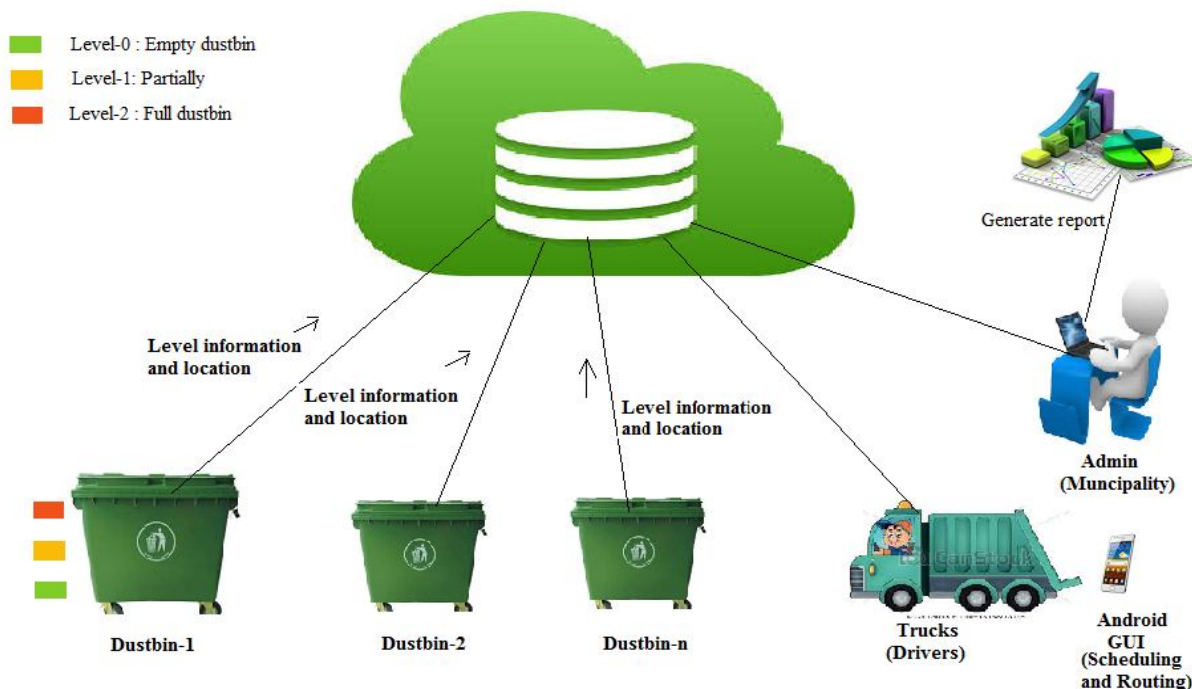 Level-0 : Empty dustbin
Level-1: Partially
Level-2 : Full dustbin
Generate report
Level information
and location
Level information
and location
Level information
and location
Admin
(Muncipality)
CanStock
Dustbin-1
Dustbin-2
Dustbin-n
Trucks
(Drivers)
Android
GUI
(Scheduling
and Routing)